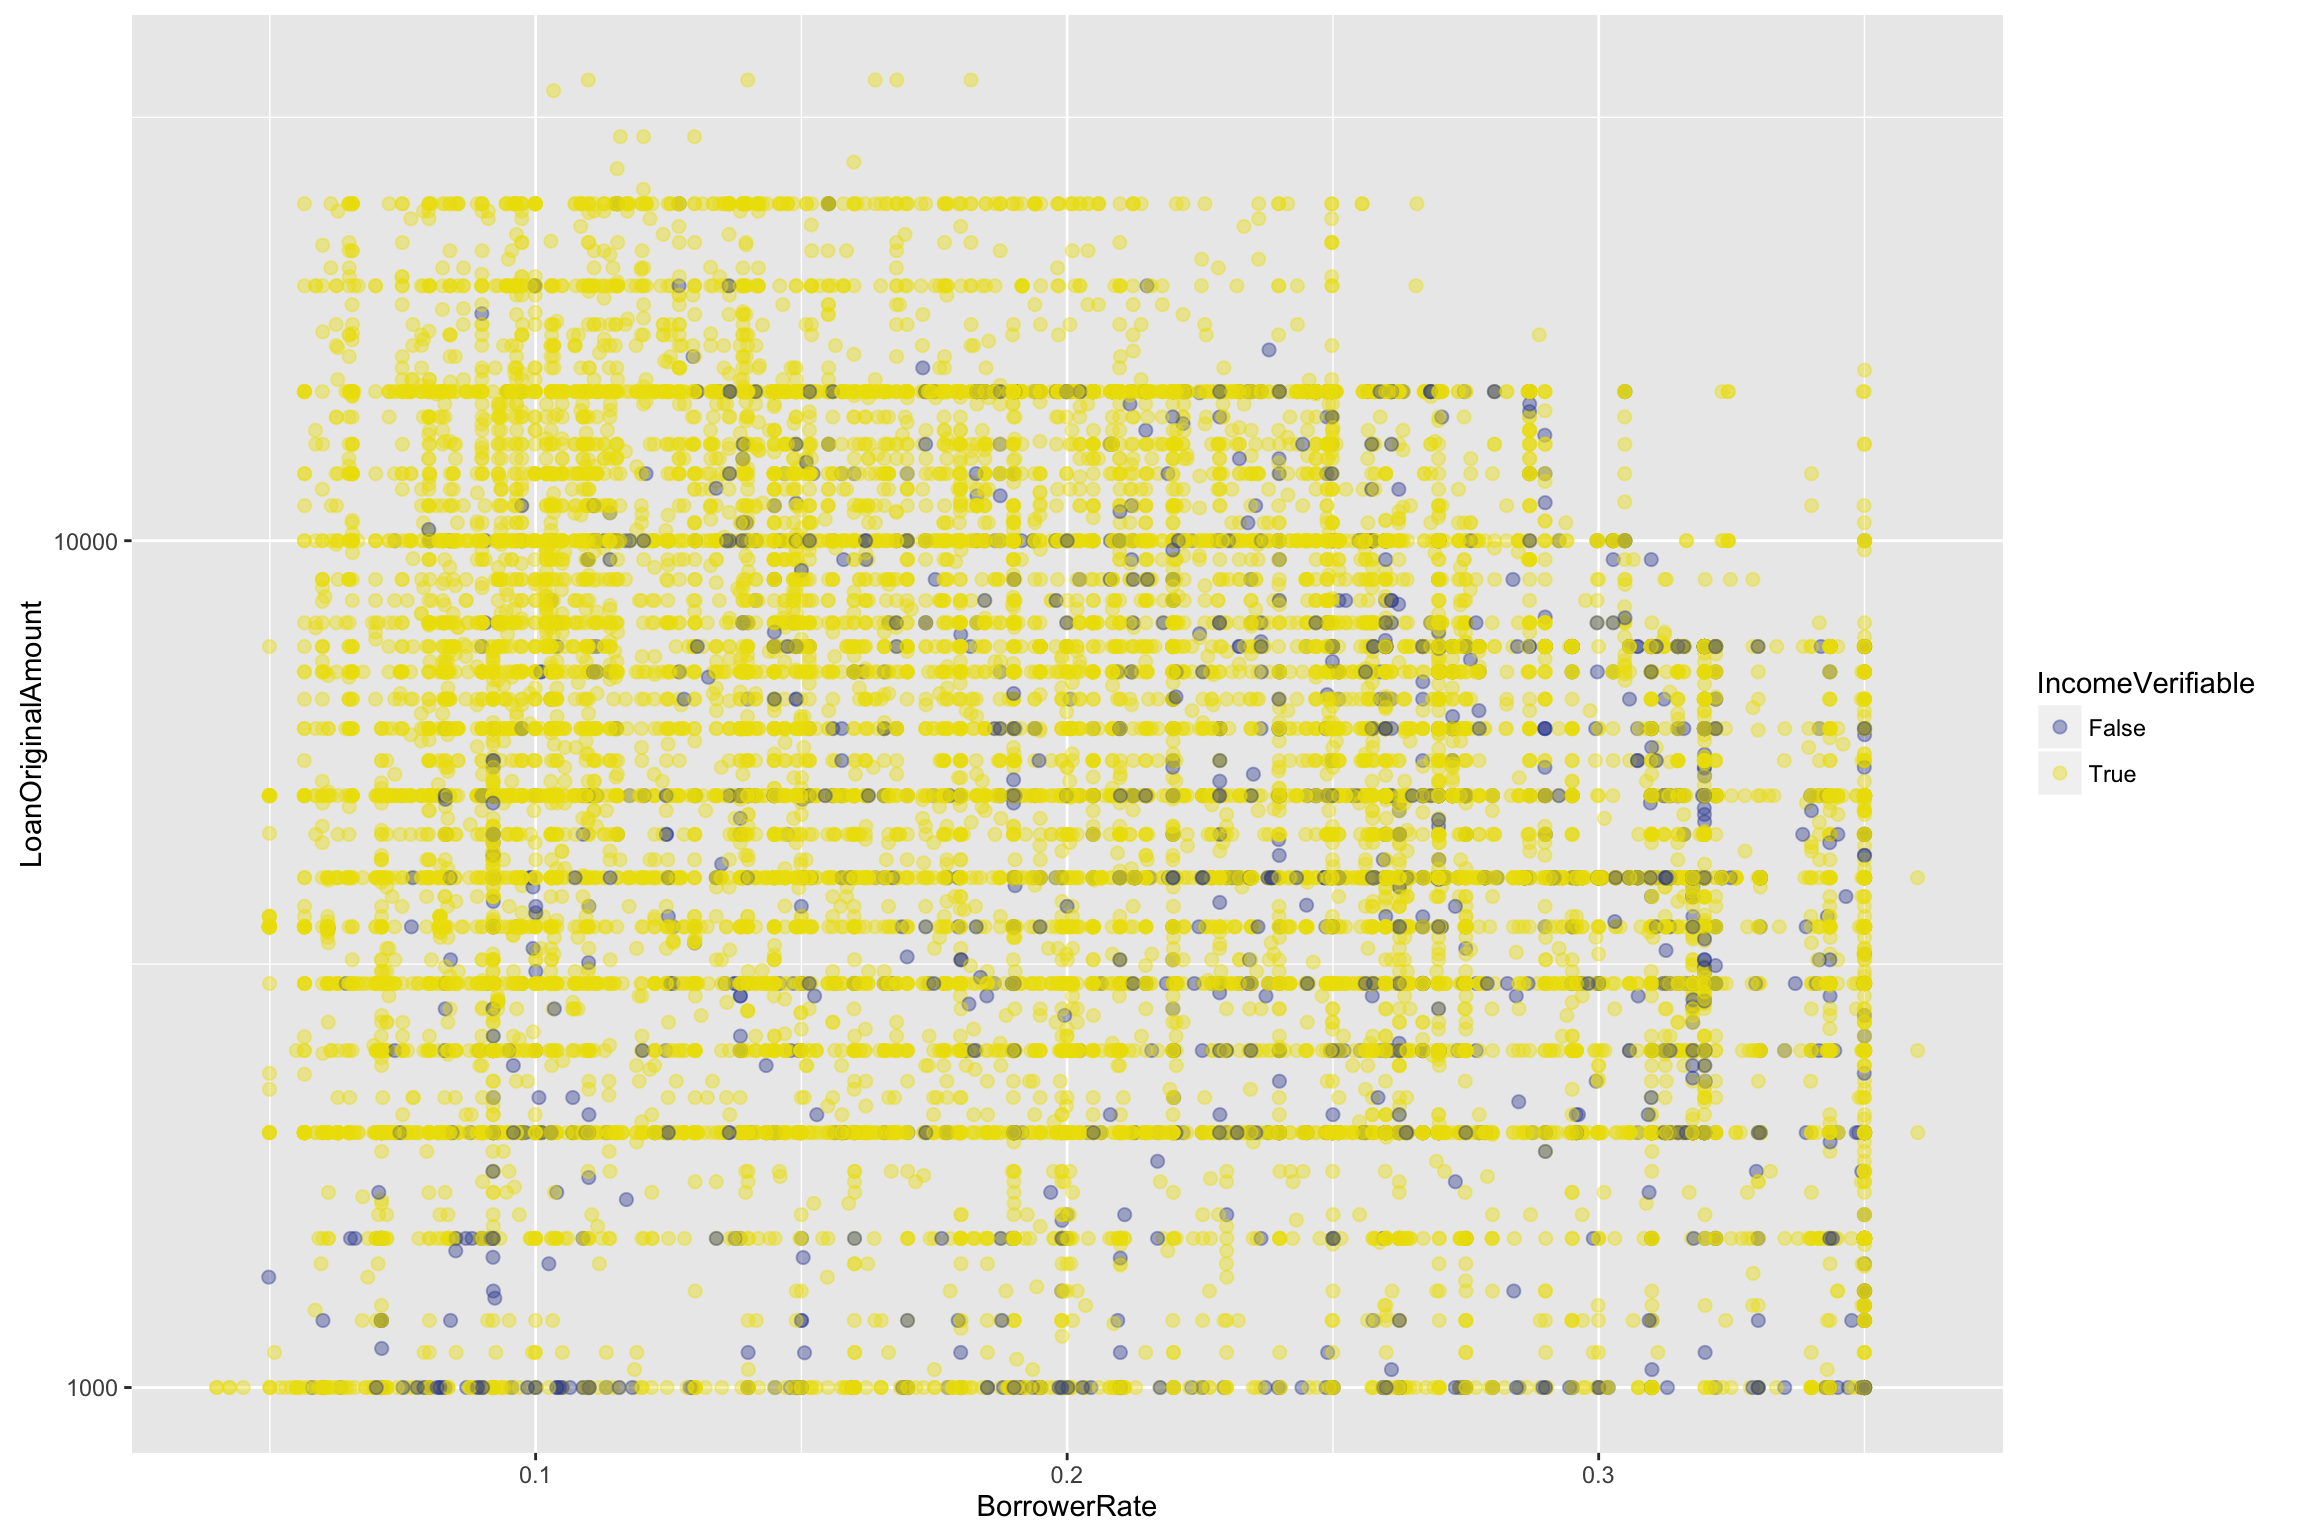 LoanOriginalAmount
10000
1000
0.1
0.2
0.3
BorrowerRate
IncomeVerifiable
False
True